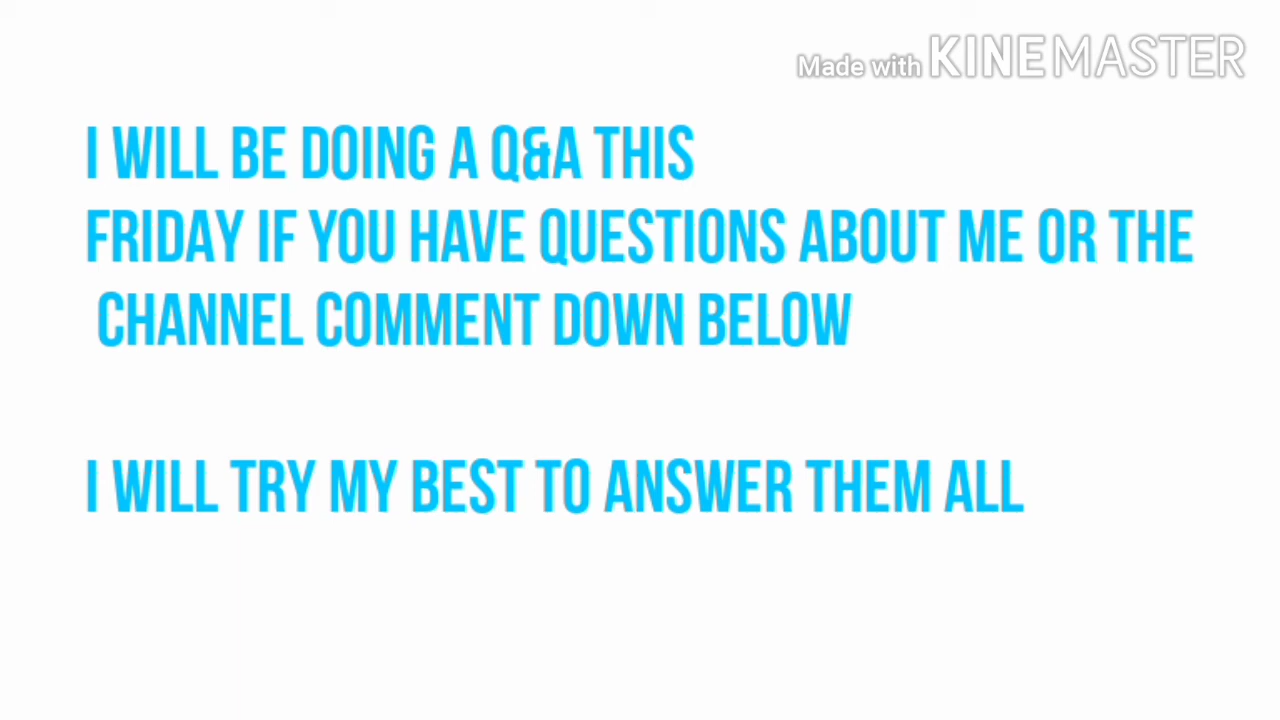 Made with KINEMASTER
I WILL BE DOING A Q&A THIS
FRIDAY IF YOU HAVE QUESTIONS ABOUT ME OR THE
CHANNEL COMMENT DOWN BELOW
I WILL TRY MY BEST TO ANSWER THEM ALL